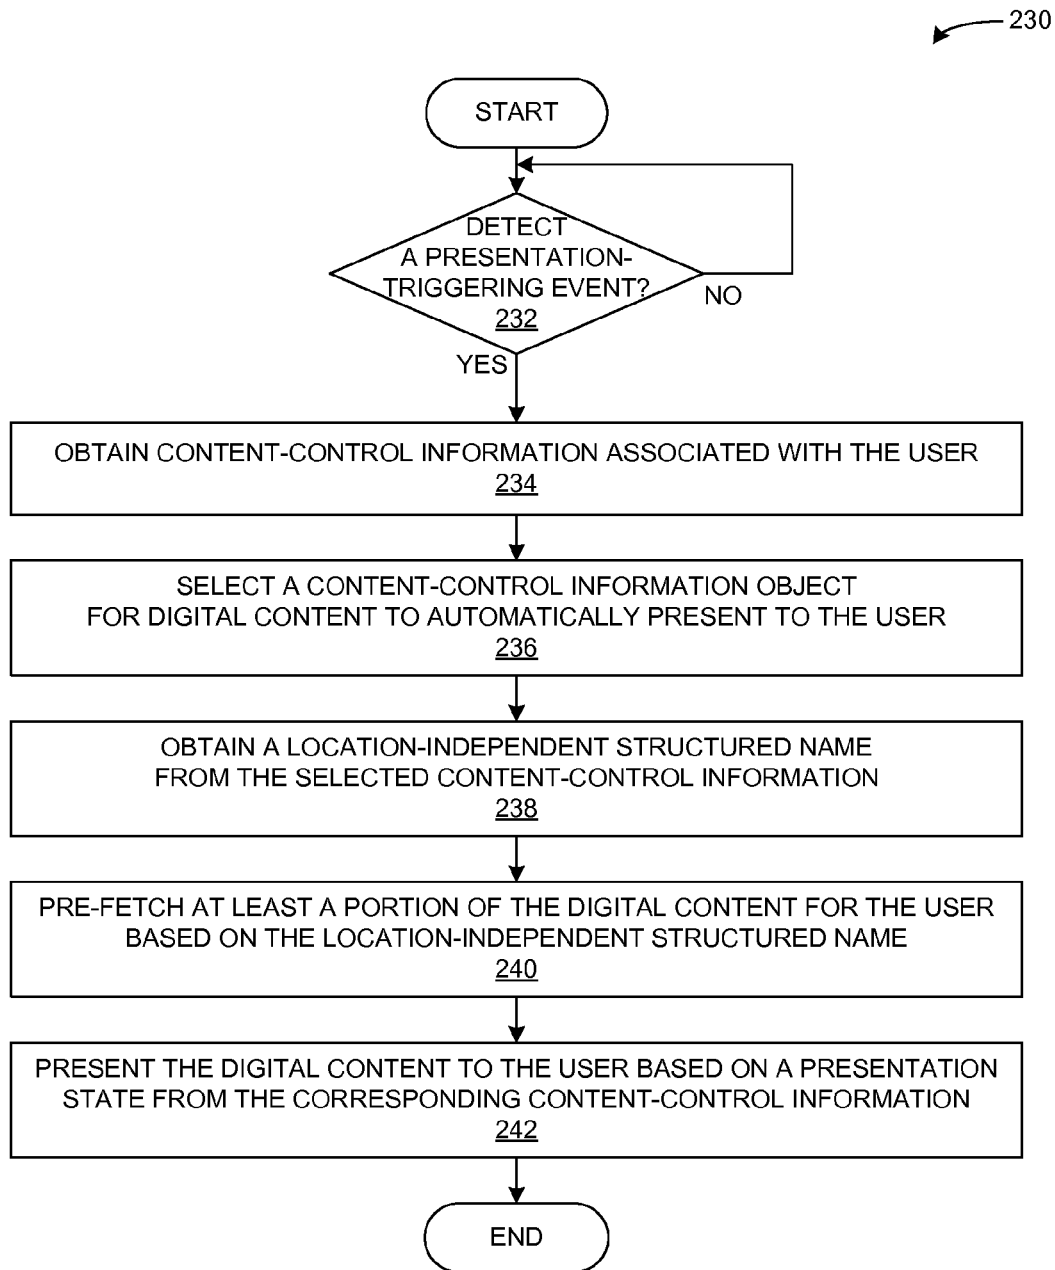 230
START
DETECT
A PRESENTATION-
TRIGGERING EVENT?
232
NO
YES
OBTAIN CONTENT-CONTROL INFORMATION ASSOCIATED WITH THE USER
234
SELECT A CONTENT-CONTROL INFORMATION OBJECT
FOR DIGITAL CONTENT TO AUTOMATICALLY PRESENT TO THE USER
236
OBTAIN A LOCATION-INDEPENDENT STRUCTURED NAME
FROM THE SELECTED CONTENT-CONTROL INFORMATION
238
PRE-FETCH AT LEAST A PORTION OF THE DIGITAL CONTENT FOR THE USER
BASED ON THE LOCATION-INDEPENDENT STRUCTURED NAME
240
PRESENT THE DIGITAL CONTENT TO THE USER BASED ON A PRESENTATION
STATE FROM THE CORRESPONDING CONTENT-CONTROL INFORMATION
242
END